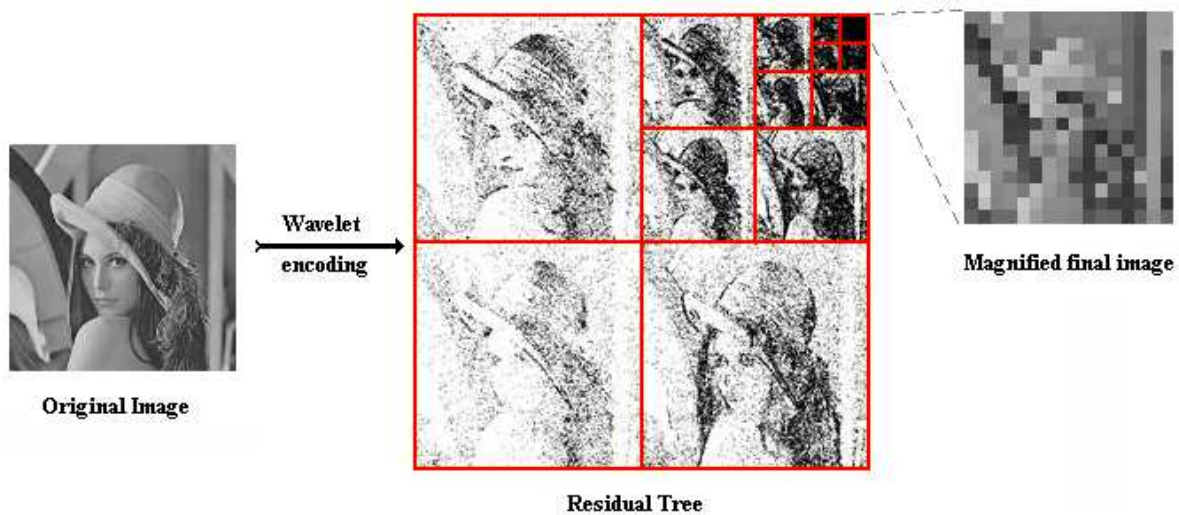 Wavelet
encoding
Original Image
Residual Tree
Magnified final image